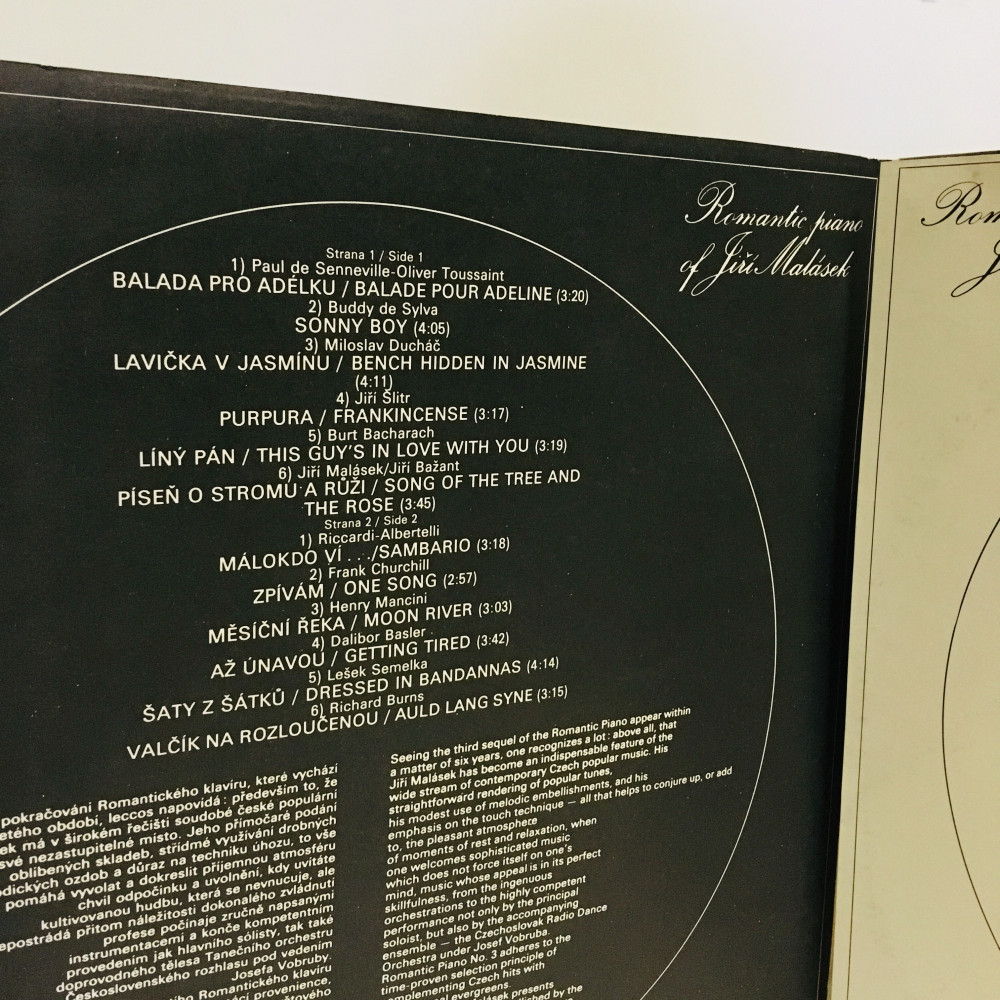 Romantic piano
of Jiří Malásek
Strana 1 / Side 1
1) Paul de Senneville-Oliver Toussaint
BALADA PRO ADÉLKU / BALADE POUR ADELINE (3:20)
2) Buddy de Sylva
SONNY BOY (4:05)
3) Miloslav Ducháč
LAVIČKA V JASMÍNU / BENCH HIDDEN IN JASMINE
(4:11)
4) Jiří Šlitr
PURPURA / FRANKINCENSE (3:17)
5) Burt Bacharach
LÍNÝ PÁN / THIS GUY'S IN LOVE WITH YOU (3:19)
6) Jiří Malásek/Jiří Bažant
PÍSEŇ O STROMU A RŮŽI / SONG OF THE TREE AND
THE ROSE (3:45)
Strana 2 / Side 2
1) Riccardi-Albertelli
MÁLOKDO VÍ . . ./SAMBARIO (3:18)
2) Frank Churchill
ZPÍVÁM / ONE SONG (2:57)
3) Henry Mancini
MĚSÍČNÍ ŘEKA / MOON RIVER (3:03)
4) Dalibor Basler
AŽ ÚNAVOU / GETTING TIRED (3:42)
5) Lešek Semelka
ŠATY Z ŠÁTKŮ / DRESSED IN BANDANNAS (4:14)
6) Richard Burns
VALČÍK NA ROZLOUČENOU / AULD LANG SYNE (3:15)
pokračování Romantického klavíru, které vychází
období, leccos napovídá: především to, že
má v širokém řečišti soudobé české populární
své nezastupitelné místo. Jeho přímočaré podání
oblíbených skladeb, střídmé využívání drobných
ozdob a důraz na techniku úhozu, to vše
pomáhá vyvolat a dokreslit příjemnou atmosféru
chvil odpočinku a uvolnění, kdy uvítáte
kultivovanou hudbu, která se nevnucuje, ale
přitom náležitosti dokonalého zvládnutí
profese počínaje zručně napsanými
instrumentacemi a konče kompetentním
provedením jak hlavního sólisty, tak také
doprovodného tělesa Tanečního orchestru
Československého rozhlasu pod vedením
Josefa Vobruby.
Romantického klavíru
provenience,
Seeing the third sequel of the Romantic Piano appear within
a matter of six years, one recognizes a lot: above all, that
Jiří Malásek has become an indispensable feature of the
wide stream of contemporary Czech popular music. His
straightforward rendering of popular tunes,
his modest use of melodic embellishments, and his
emphasis on the touch technique — all that helps to conjure up, or add
to, the pleasant atmosphere
of moments of rest and relaxation, when
one welcomes sophisticated music
which does not force itself on one's
mind, music whose appeal is in its perfect
skillfulness, from the ingenuous
orchestrations to the highly competent
performance not only by the principal
soloist, but also by the accompanying
ensemble — the Czechoslovak Radio Dance
Orchestra under Josef Vobruba.
Romantic Piano No. 3 adheres to the
time-proven selection principle of
complementing Czech hits with
evergreens.
presents
by the